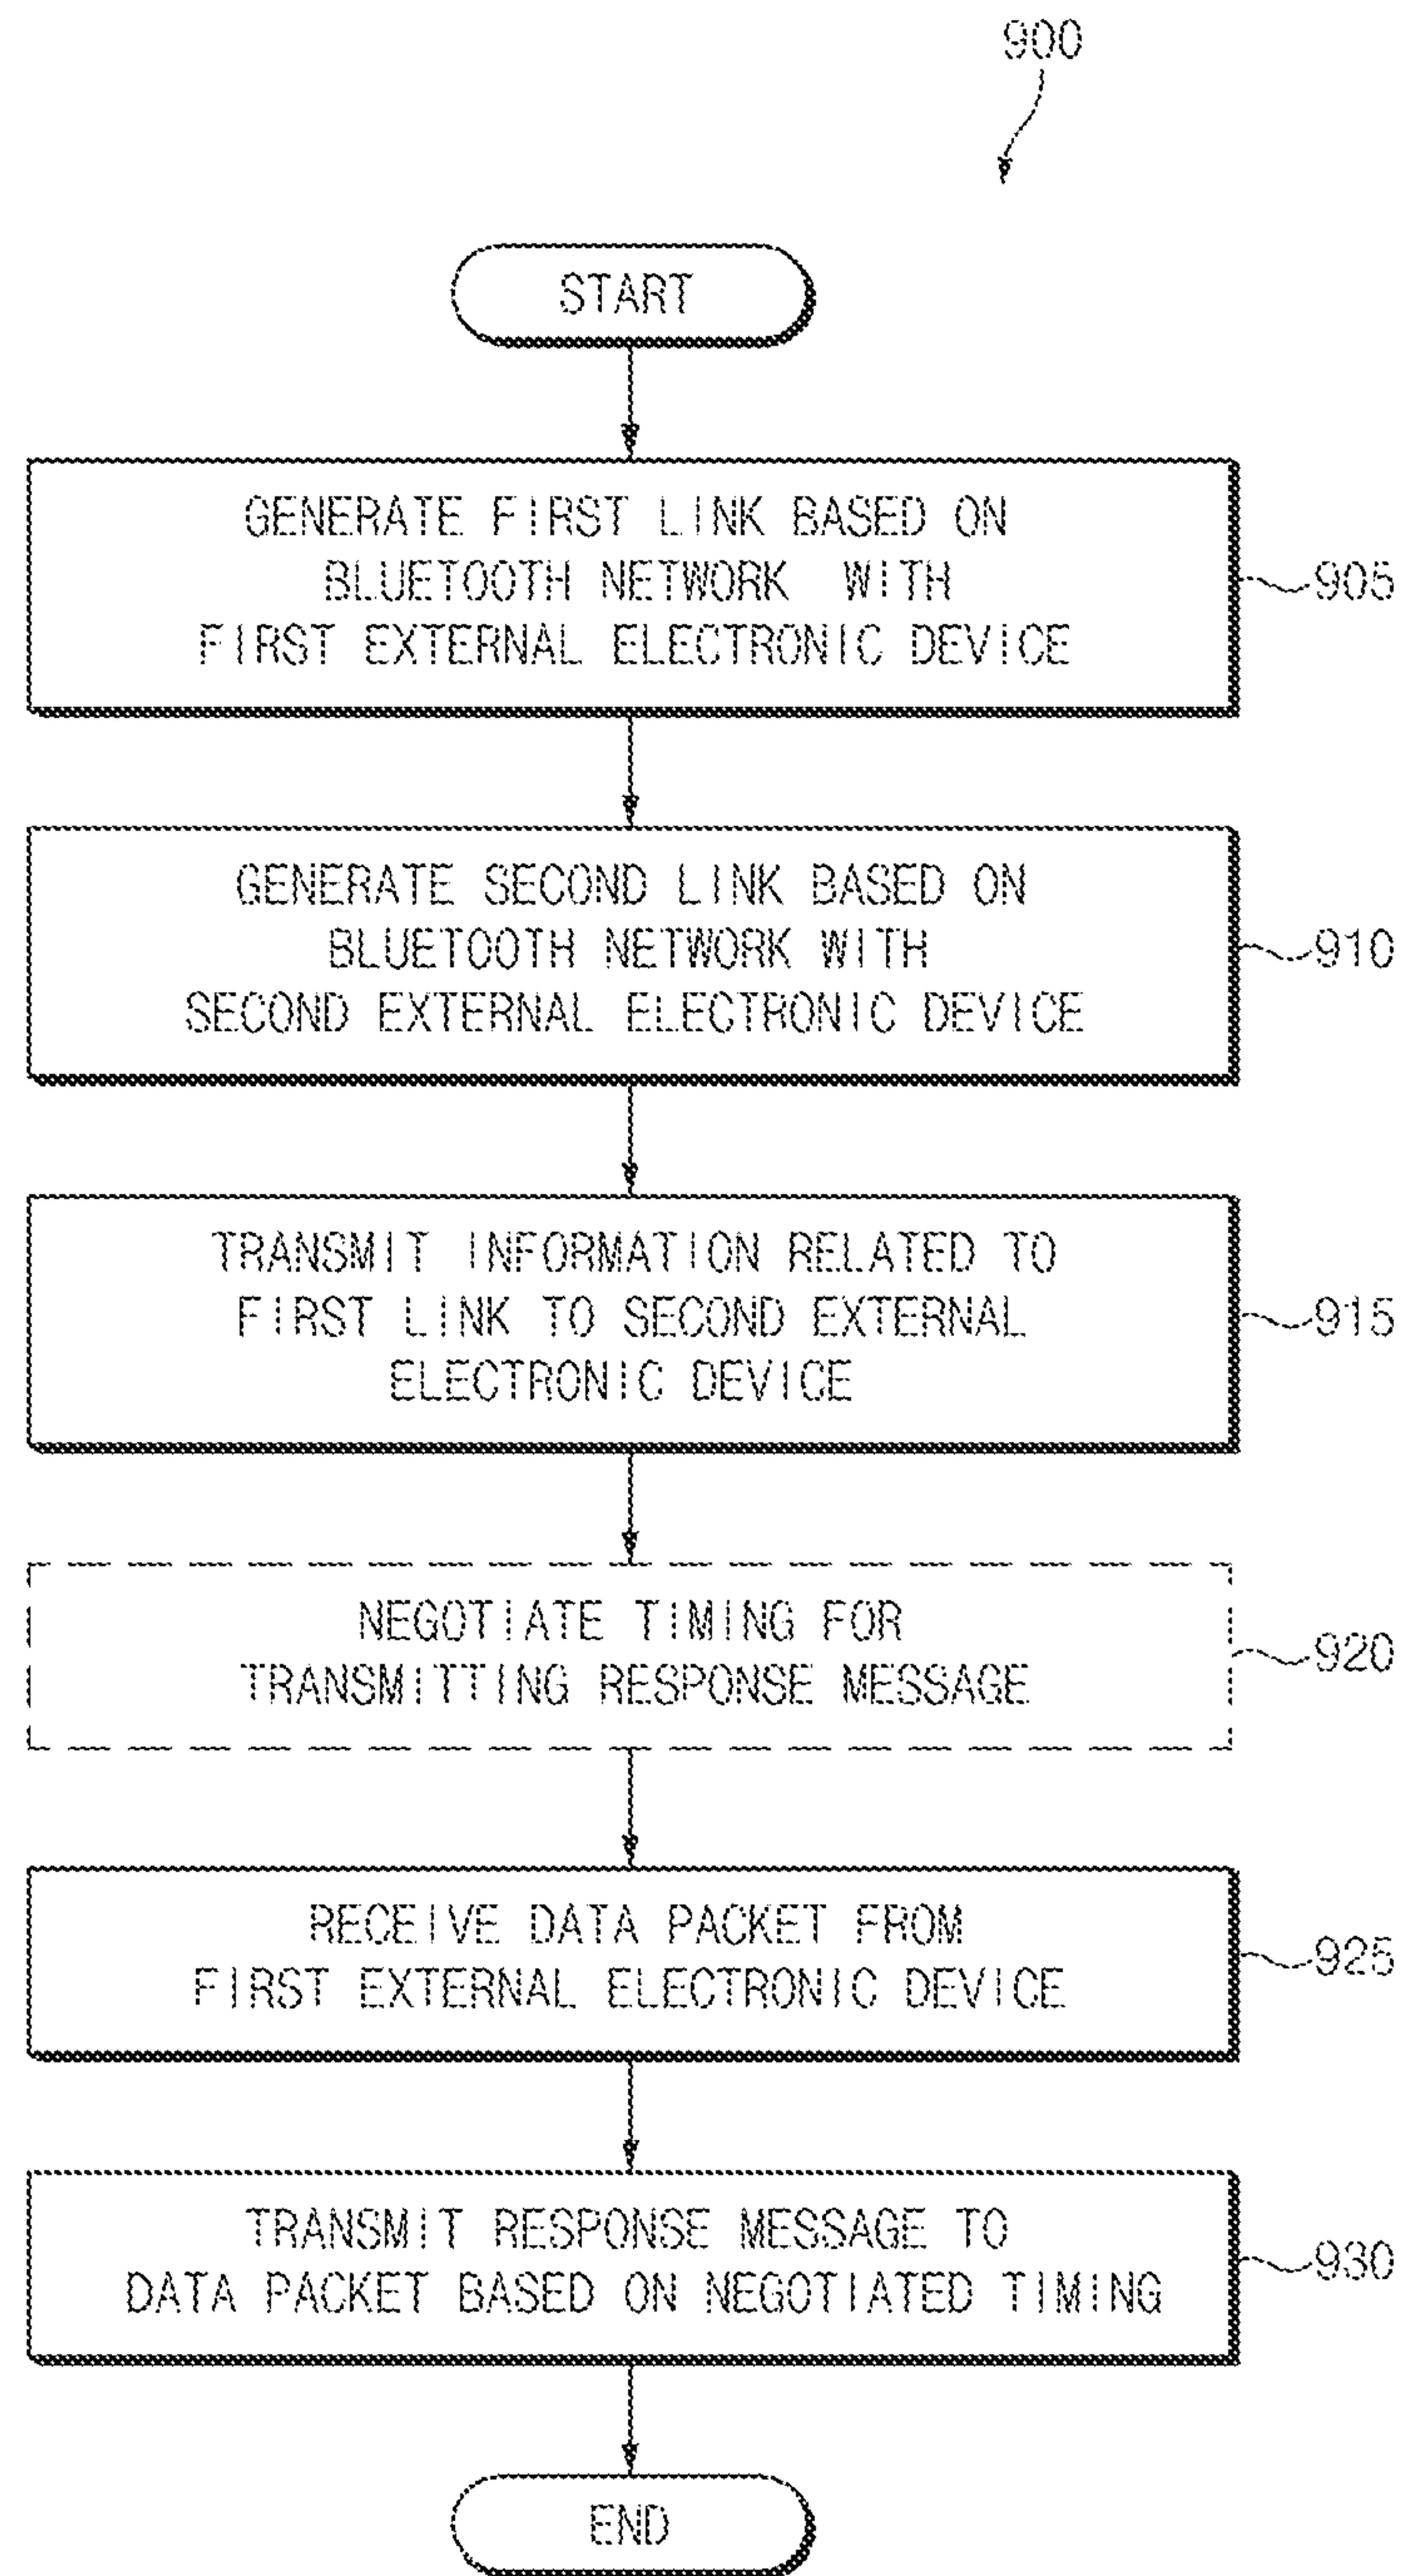 900
START
GENERATE FIRST LINK BASED ON
BLUETOOTH NETWORK WITH
FIRST EXTERNAL ELECTRONIC DEVICE
905
GENERATE SECOND LINK BASED ON
BLUETOOTH NETWORK WITH
SECOND EXTERNAL ELECTRONIC DEVICE
910
TRANSMIT INFORMATION RELATED TO
FIRST LINK TO SECOND EXTERNAL
ELECTRONIC DEVICE
915
NEGOTIATE TIMING FOR
TRANSMITTING RESPONSE MESSAGE
920
RECEIVE DATA PACKET FROM
FIRST EXTERNAL ELECTRONIC DEVICE
925
TRANSMIT RESPONSE MESSAGE TO
DATA PACKET BASED ON NEGOTIATED TIMING
930
END